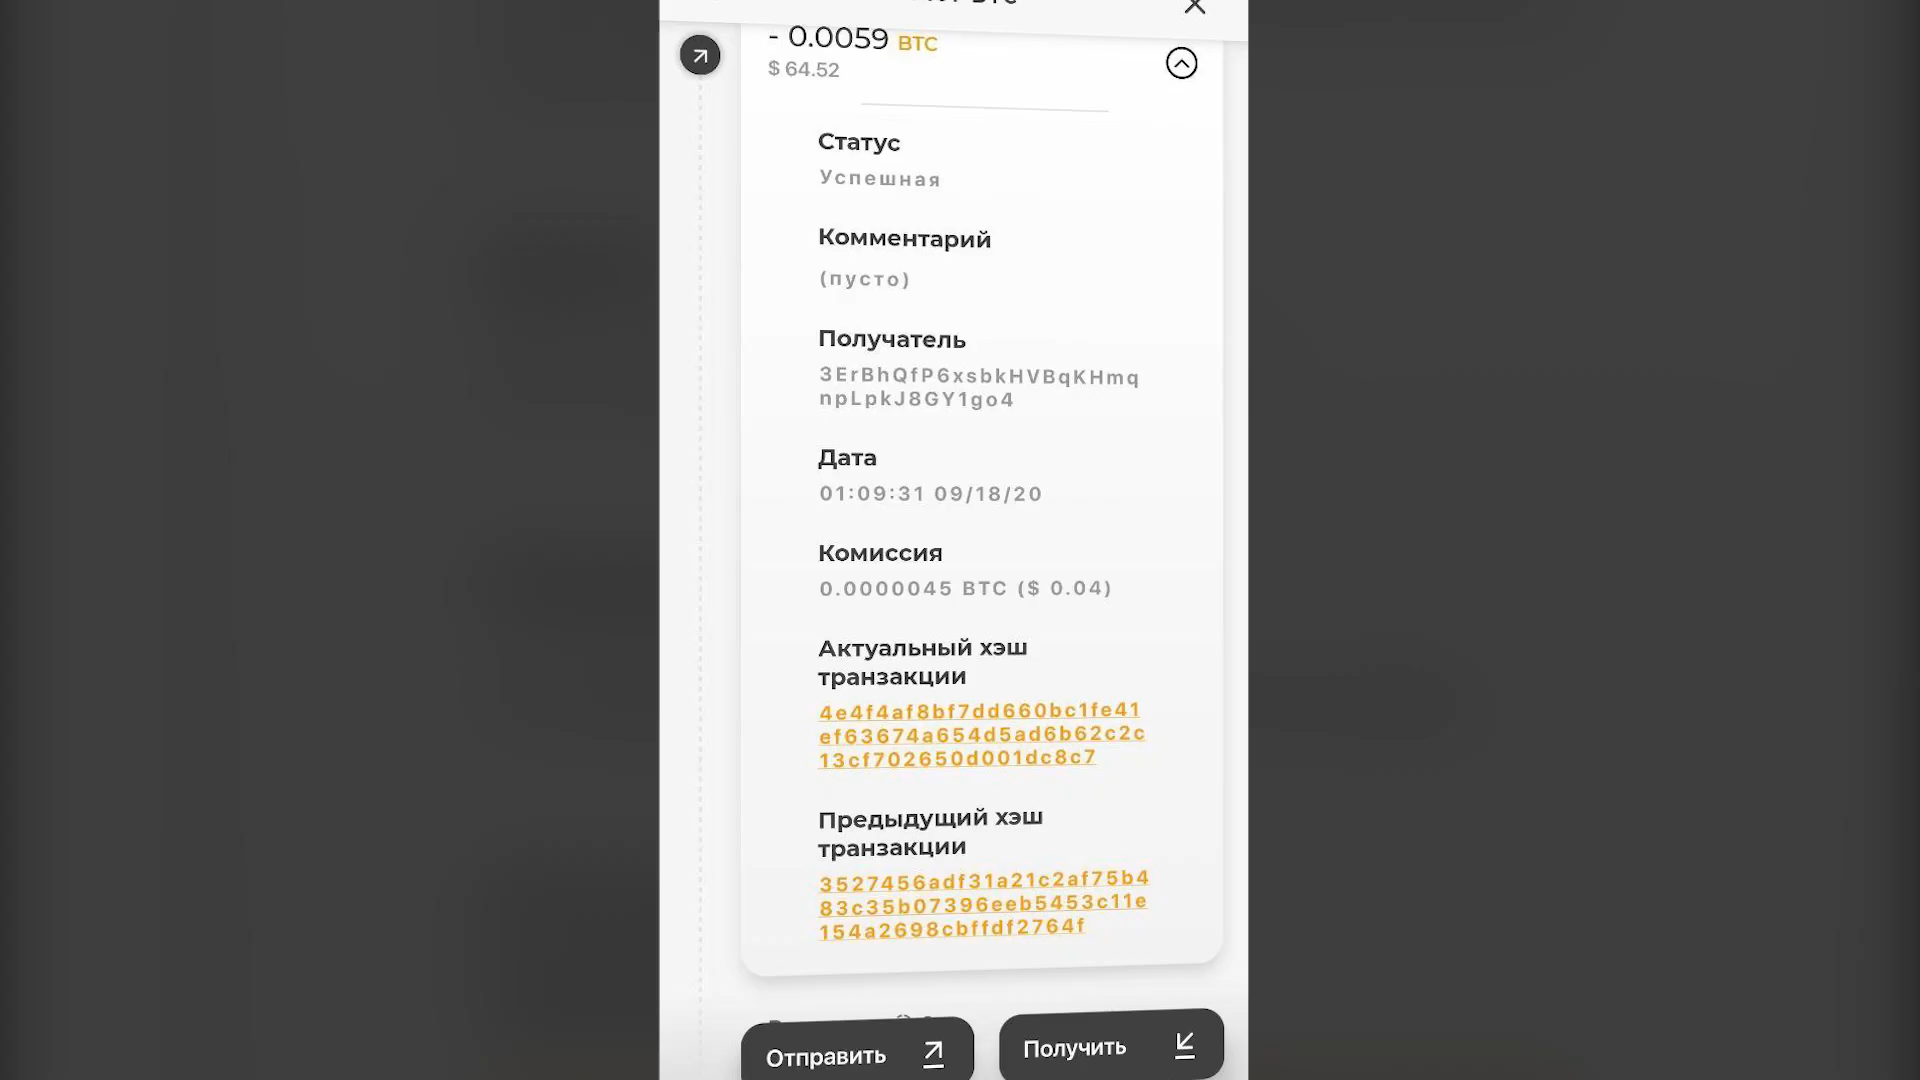 - 0.0059 BTC
$ 64.52
Статус
Успешная
Комментарий
(пусто)
Получатель
3ErBhQfP6xsbkHVBqKHmq
npLpkJ8GY1go4
Дата
01:09:31 09/18/20
Комиссия
0.0000045 BTC ($ 0.04)
Актуальный хэш
транзакции
4e4f4af8bf7dd660bc1fe41
ef63674a654d5ad6b62c2c
13cf702650d001dc8c7
Предыдущий хэш
транзакции
3527456adf31a21c2af75b4
83c35b07396eeb5453c11e
154a2698cbffdf2764f
Отправить
Получить